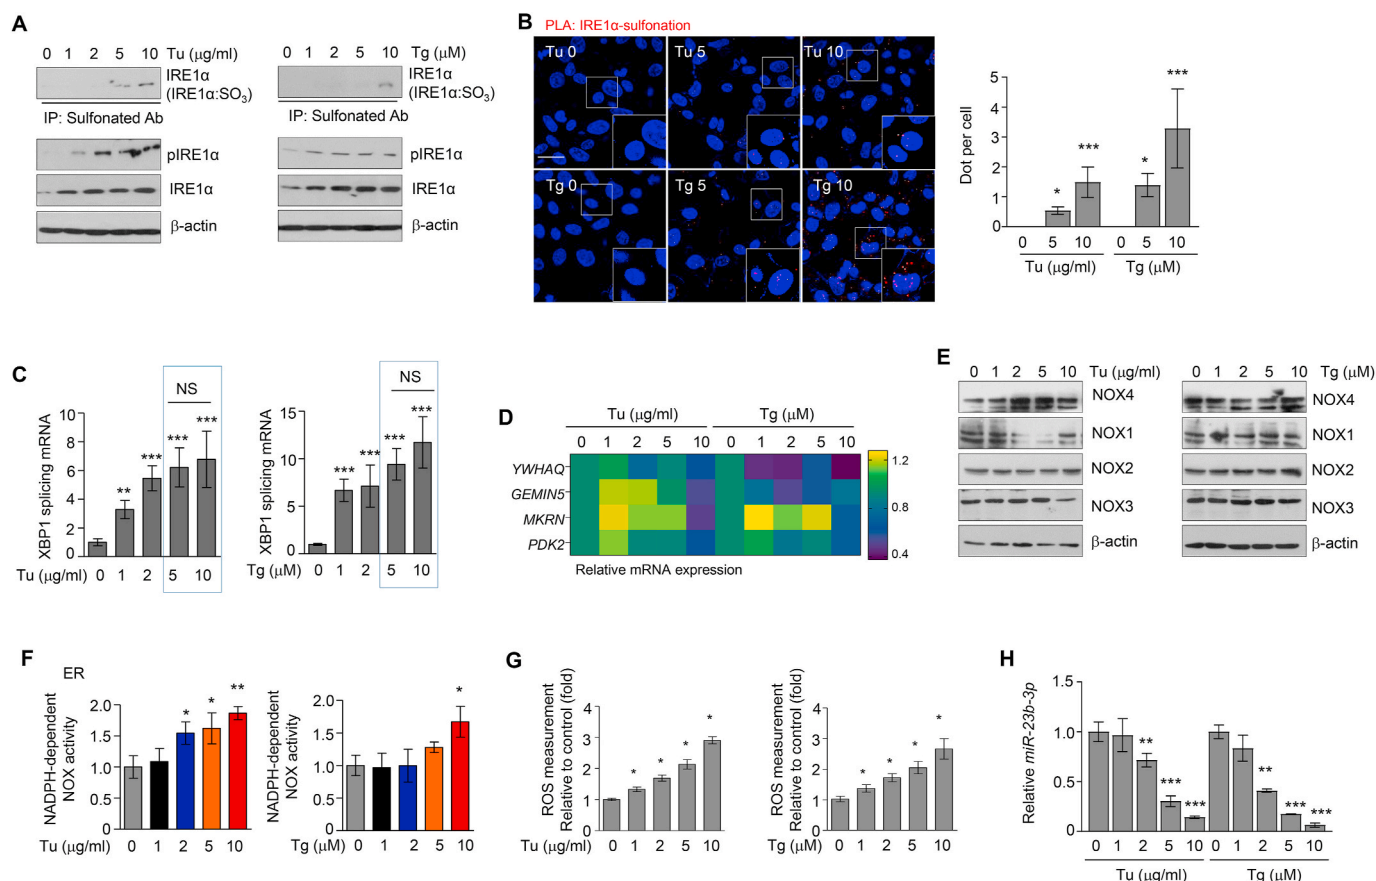 A
0 1 2 5 10 Tu (μg/ml)
IRE1α
(IRE1α:SO3)
IP: Sulfonated Ab
pIRE1α
IRE1α
β-actin
0 1 2 5 10 Tg (μM)
IRE1α
(IRE1α:SO3)
IP: Sulfonated Ab
pIRE1α
IRE1α
β-actin
B
PLA: IRE1α-sulfonation
Tu 0 Tu 5 Tu 10
Tg 0 Tg 5 Tg 10
Dot per cell
5
4
3
2
1
0
* *** * ***
0 5 10 0 5 10
Tu (μg/ml) Tg (μM)
C
XBP1 splicing mRNA
10
8
6
4
2
0
NS
** *** *** ***
Tu (μg/ml) 0 1 2 5 10
XBP1 splicing mRNA
15
10
5
0
NS
*** *** *** ***
Tg (μM) 0 1 2 5 10
D
Tu (μg/ml) Tg (μM)
0 1 2 5 10 0 1 2 5 10
YWHAQ
GEMIN5
MKRN
PDK2
1.2
1.0
0.8
0.6
0.4
Relative mRNA expression
E
0 1 2 5 10 Tu (μg/ml)
NOX4
NOX1
NOX2
NOX3
β-actin
0 1 2 5 10 Tg (μM)
NOX4
NOX1
NOX2
NOX3
β-actin
F
ER
NADPH-dependent
NOX activity
2.0
1.5
1.0
0.5
0
* * **
Tu (μg/ml) 0 1 2 5 10
NADPH-dependent
NOX activity
2.0
1.5
1.0
0.5
0
*
Tg (μM) 0 1 2 5 10
G
ROS measurement
Relative to control (fold)
4
3
2
1
0
* * * *
Tu (μg/ml) 0 1 2 5 10
ROS measurement
Relative to control (fold)
4
3
2
1
0
* * * *
Tg (μM) 0 1 2 5 10
H
Relative miR-23b-3p
1.5
1.0
0.5
0
** *** *** ** *** ***
0 1 2 5 10 0 1 2 5 10
Tu (μg/ml) Tg (μM)